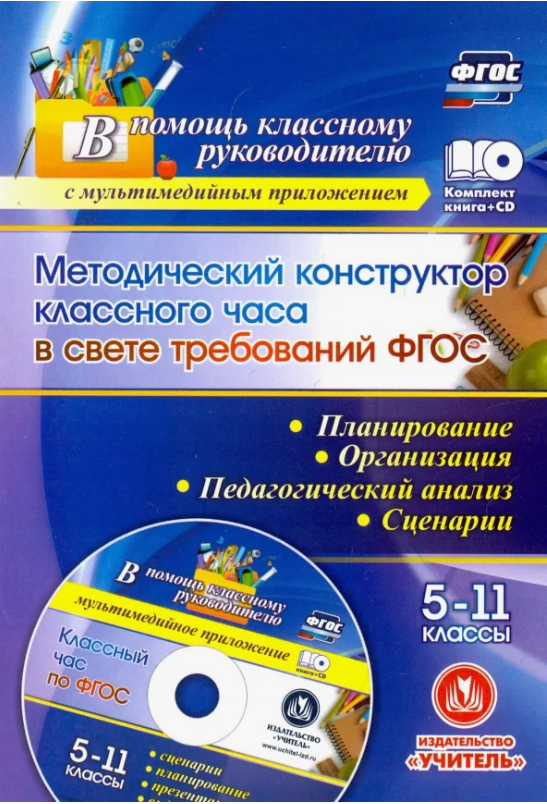 ФГОС
В помощь классному
руководителю
с мультимедийным приложением
Комплект
книга+CD
Методический конструктор
классного часа
в свете требований ФГОС
• Планирование
• Организация
• Педагогический анализ
• Сценарии
5-11
классы
ИЗДАТЕЛЬСТВО
«УЧИТЕЛЬ»
В помощь классному
руководителю
мультимедийное приложение
ФГОС
книга+CD
Классный
час
по ФГОС
ИЗДАТЕЛЬСТВО
"УЧИТЕЛЬ"
www.uchitel-izd.ru
5-11
классы
• сценарии
• планирование